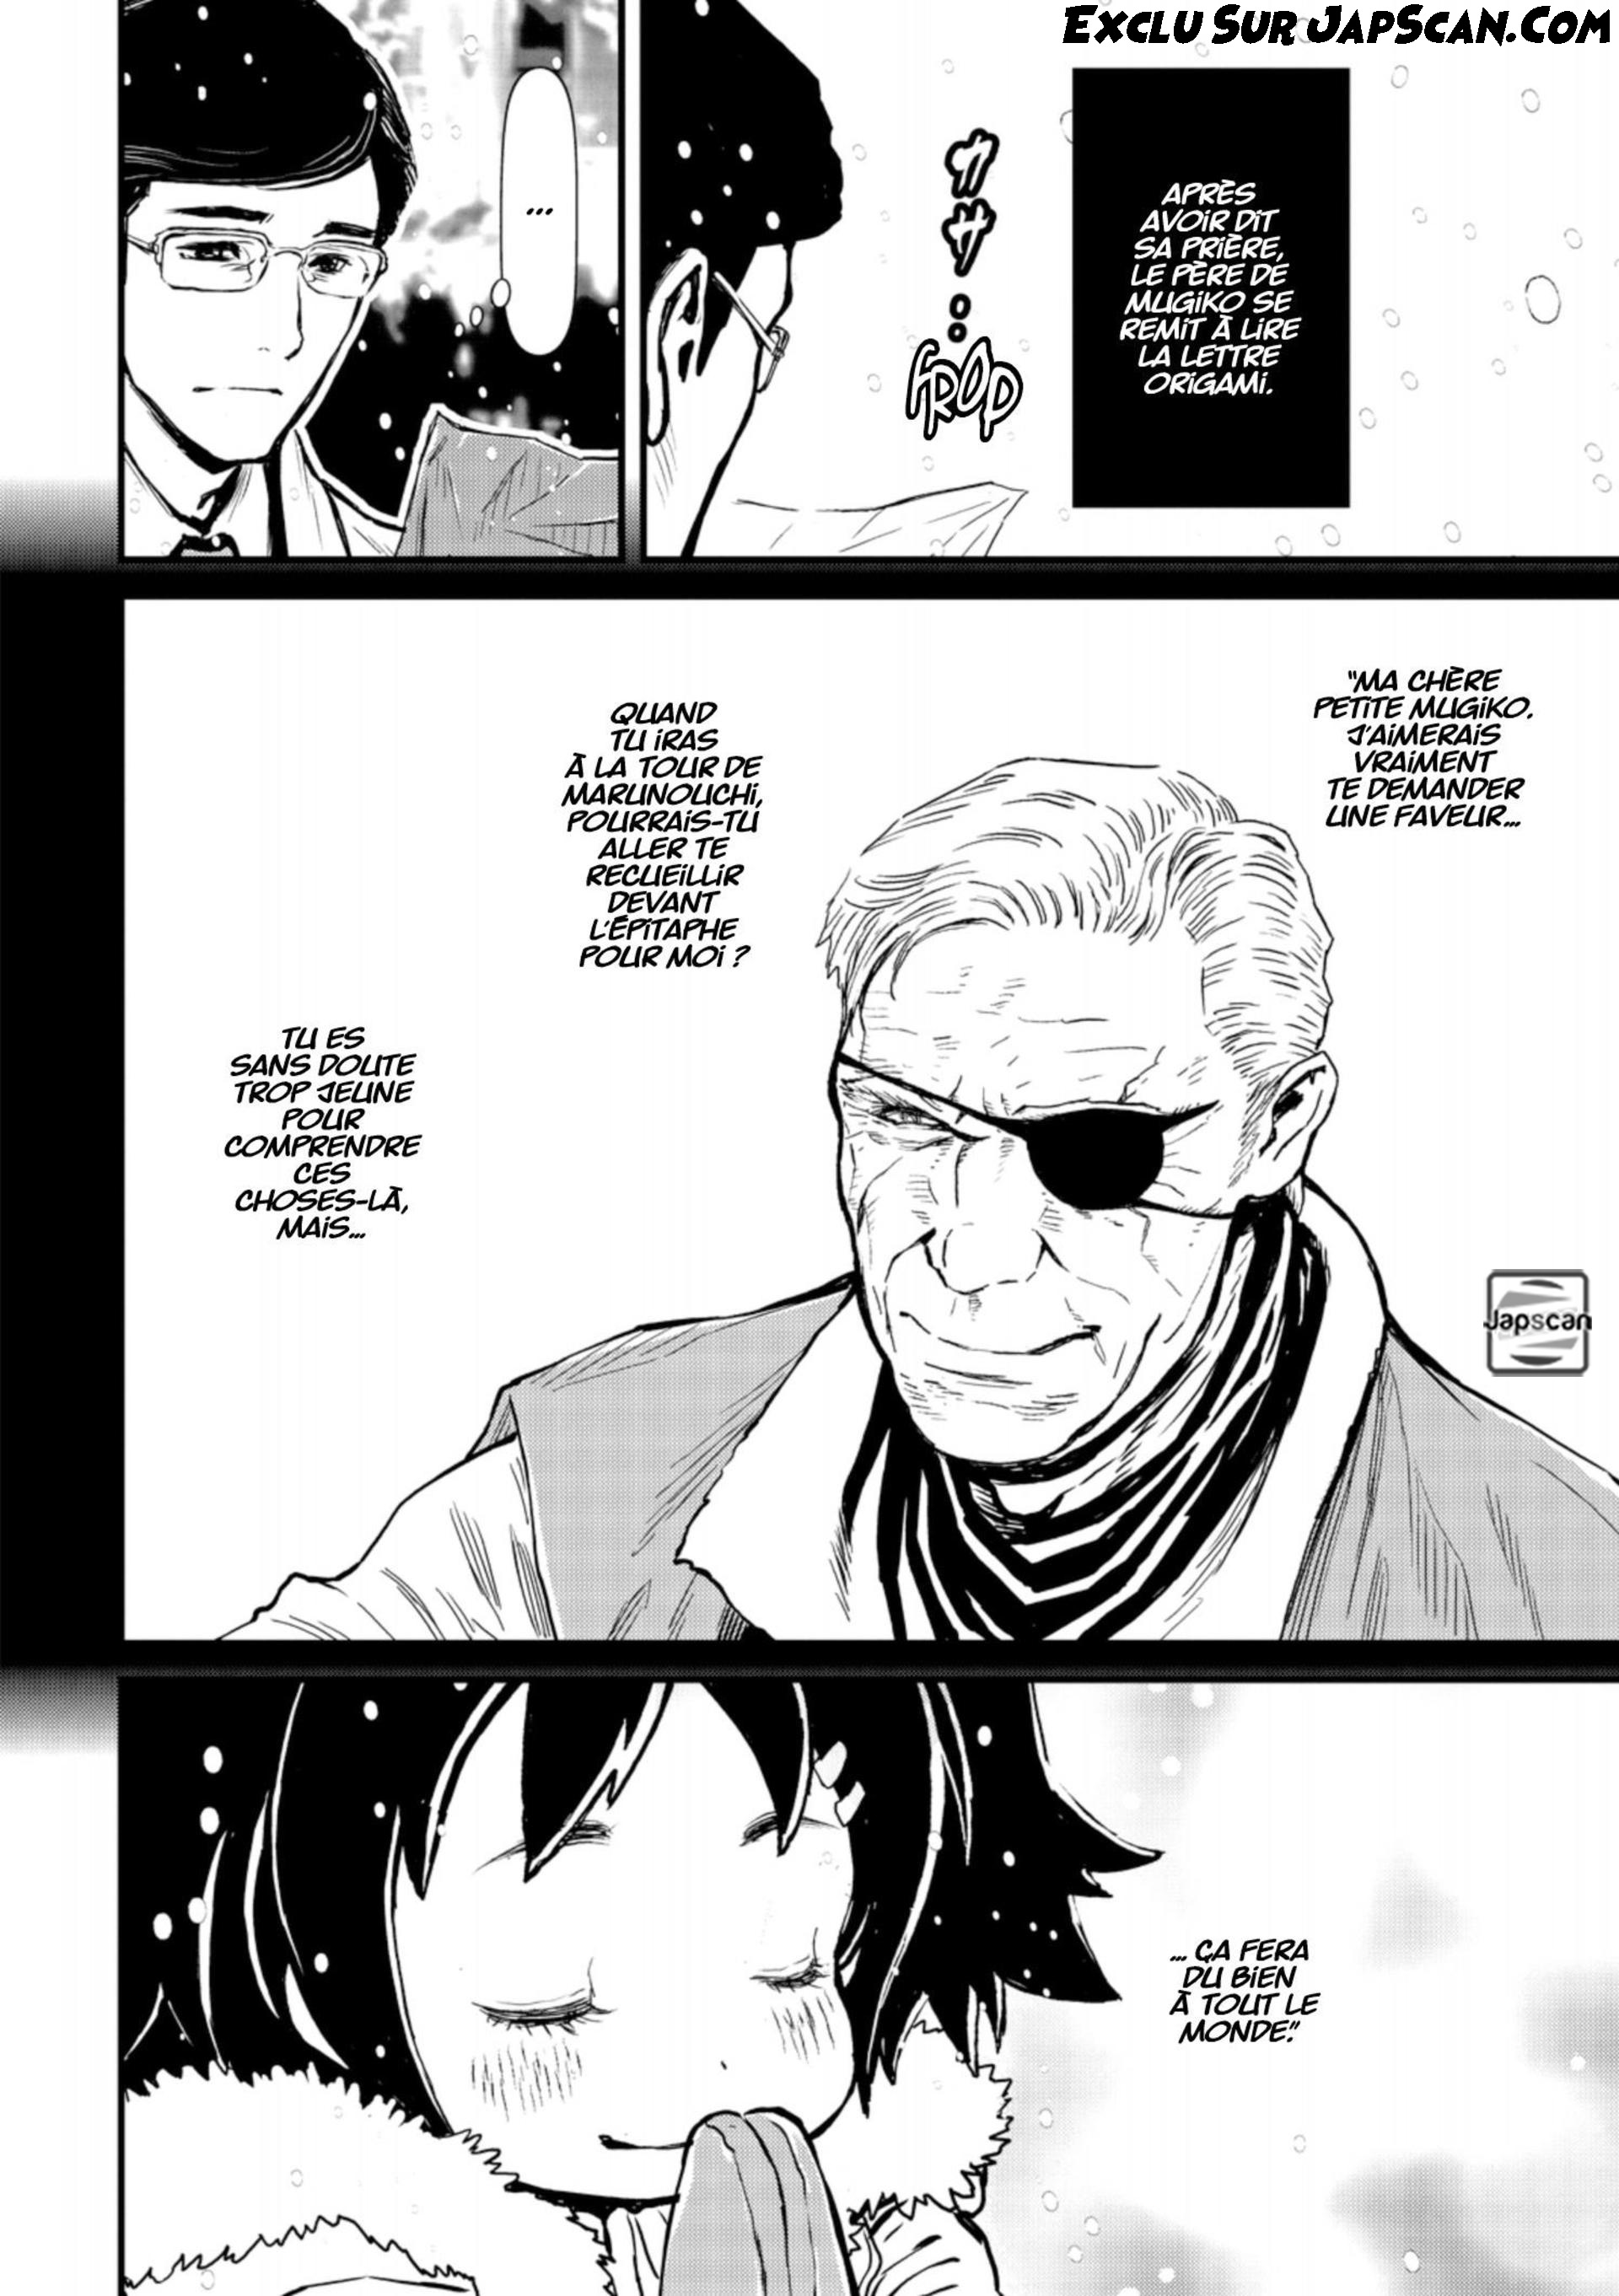 EXCLU SUR JAPSCAN.COM
APRÈS
AVOIR DIT
SA PRIÈRE,
LE PÈRE DE
MUGIKO SE
REMIT À LIRE
LA LETTRE
ORIGAMI.
ガサ...
FROP
...
"MA CHÈRE
PETITE MUGIKO.
J'AIMERAIS
VRAIMENT
TE DEMANDER
UNE FAVEUR...
QUAND
TU IRAS
À LA TOUR DE
MARUNOUCHI,
POURRAIS-TU
ALLER TE
RECUEILLIR
DEVANT
L'ÉPITAPHE
POUR MOI ?
TU ES
SANS DOUTE
TROP JEUNE
POUR
COMPRENDRE
CES
CHOSES-LÀ,
MAIS...
Japscan
... ÇA FERA
DU BIEN
À TOUT LE
MONDE."